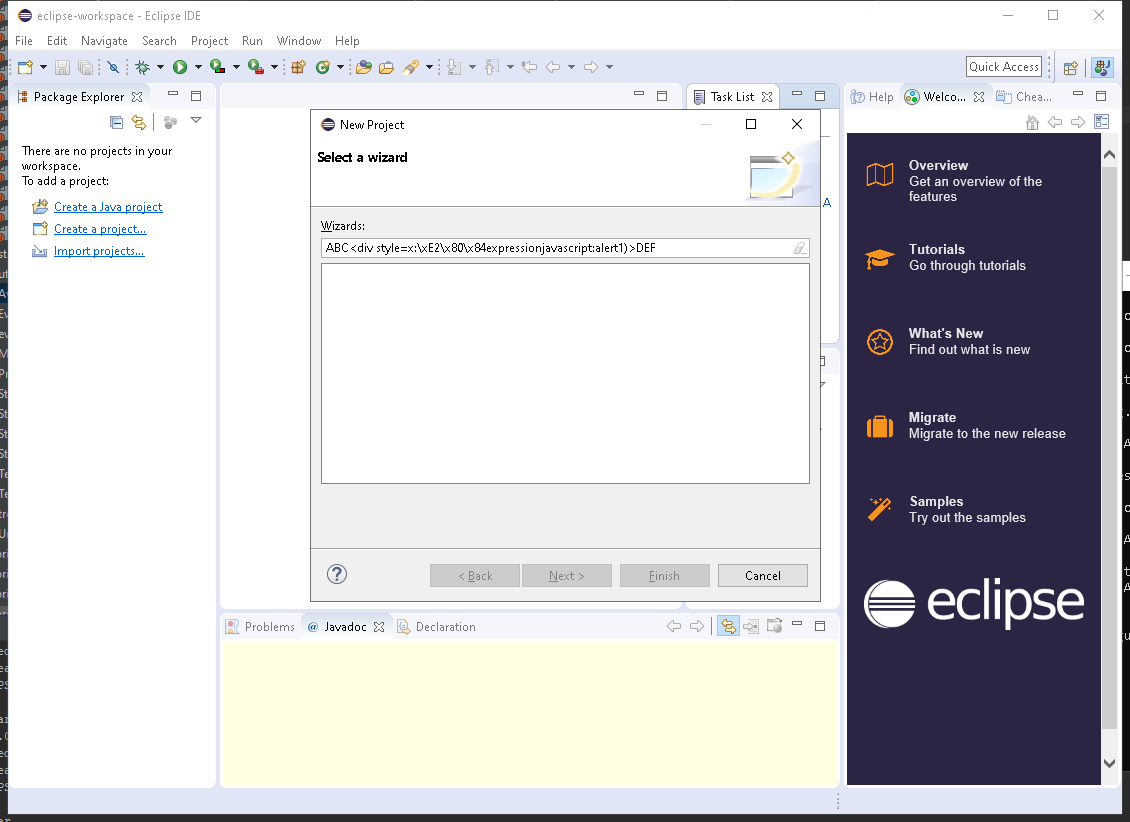 eclipse-workspace - Eclipse IDE
File Edit Navigate Search Project Run Window Help
Quick Access
Package Explorer
Task List
Help
Welco...
Chea...
There are no projects in your
workspace.
To add a project:
Create a Java project
Create a project...
Import projects...
New Project
Select a wizard
Wizards:
ABC<div style=x:\xE2\x80\x84expressionjavascript:alert1)>DEF
?
< Back
Next >
Finish
Cancel
A
Overview
Get an overview of the
features
Tutorials
Go through tutorials
What's New
Find out what is new
Migrate
Migrate to the new release
Samples
Try out the samples
eclipse
Problems
@ Javadoc
Declaration